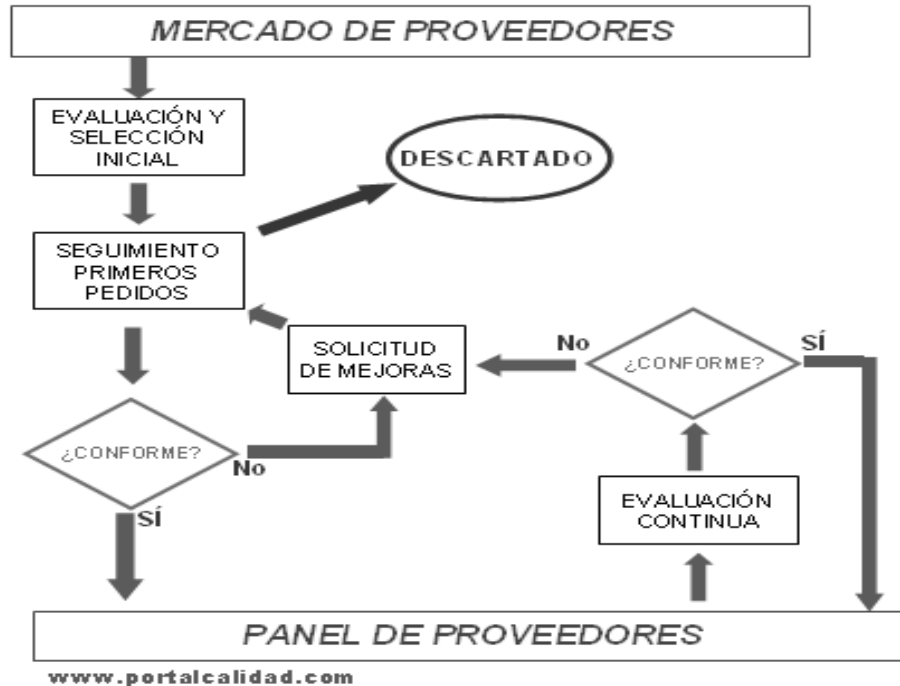 MERCADO DE PROVEEDORES
EVALUACIÓN Y
SELECCIÓN
INICIAL
DESCARTADO
SEGUIMIENTO
PRIMEROS
PEDIDOS
SOLICITUD
DE MEJORAS
No
¿CONFORME?
SÍ
¿CONFORME?
No
SÍ
EVALUACIÓN
CONTINUA
PANEL DE PROVEEDORES
www.portalcalidad.com